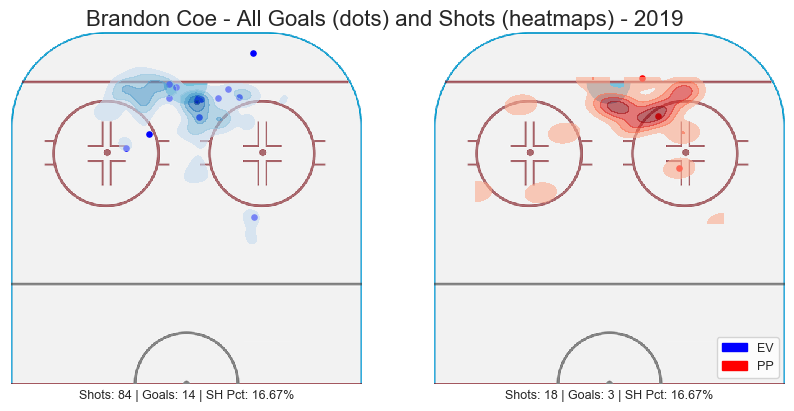 Brandon Coe - All Goals (dots) and Shots (heatmaps) - 2019
EV
PP
Shots: 84 | Goals: 14 | SH Pct: 16.67%
Shots: 18 | Goals: 3 | SH Pct: 16.67%